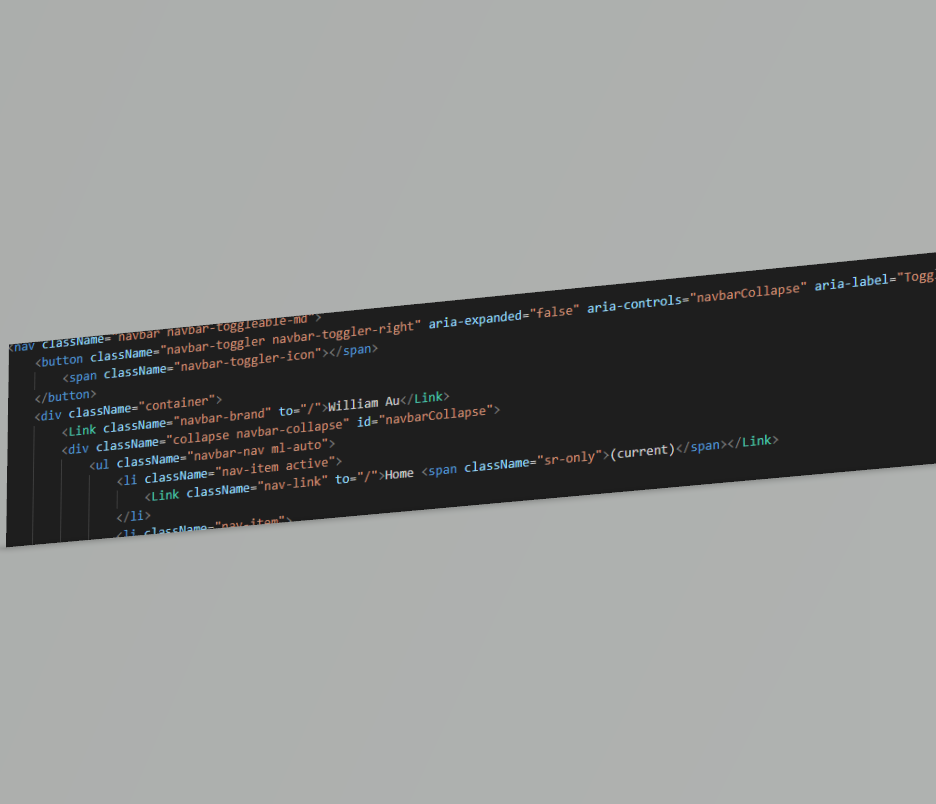 <nav className="navbar navbar-toggleable-md">
<button className="navbar-toggler navbar-toggler-right" aria-expanded="false" aria-controls="navbarCollapse" aria-label="Toggl
<span className="navbar-toggler-icon"></span>
</button>
<div className="container">
<Link className="navbar-brand" to="/">William Au</Link>
<div className="collapse navbar-collapse" id="navbarCollapse">
<ul className="navbar-nav ml-auto">
<li className="nav-item active">
<Link className="nav-link" to="/">Home <span className="sr-only">(current)</span></Link>
</li>
<li className="nav-item">